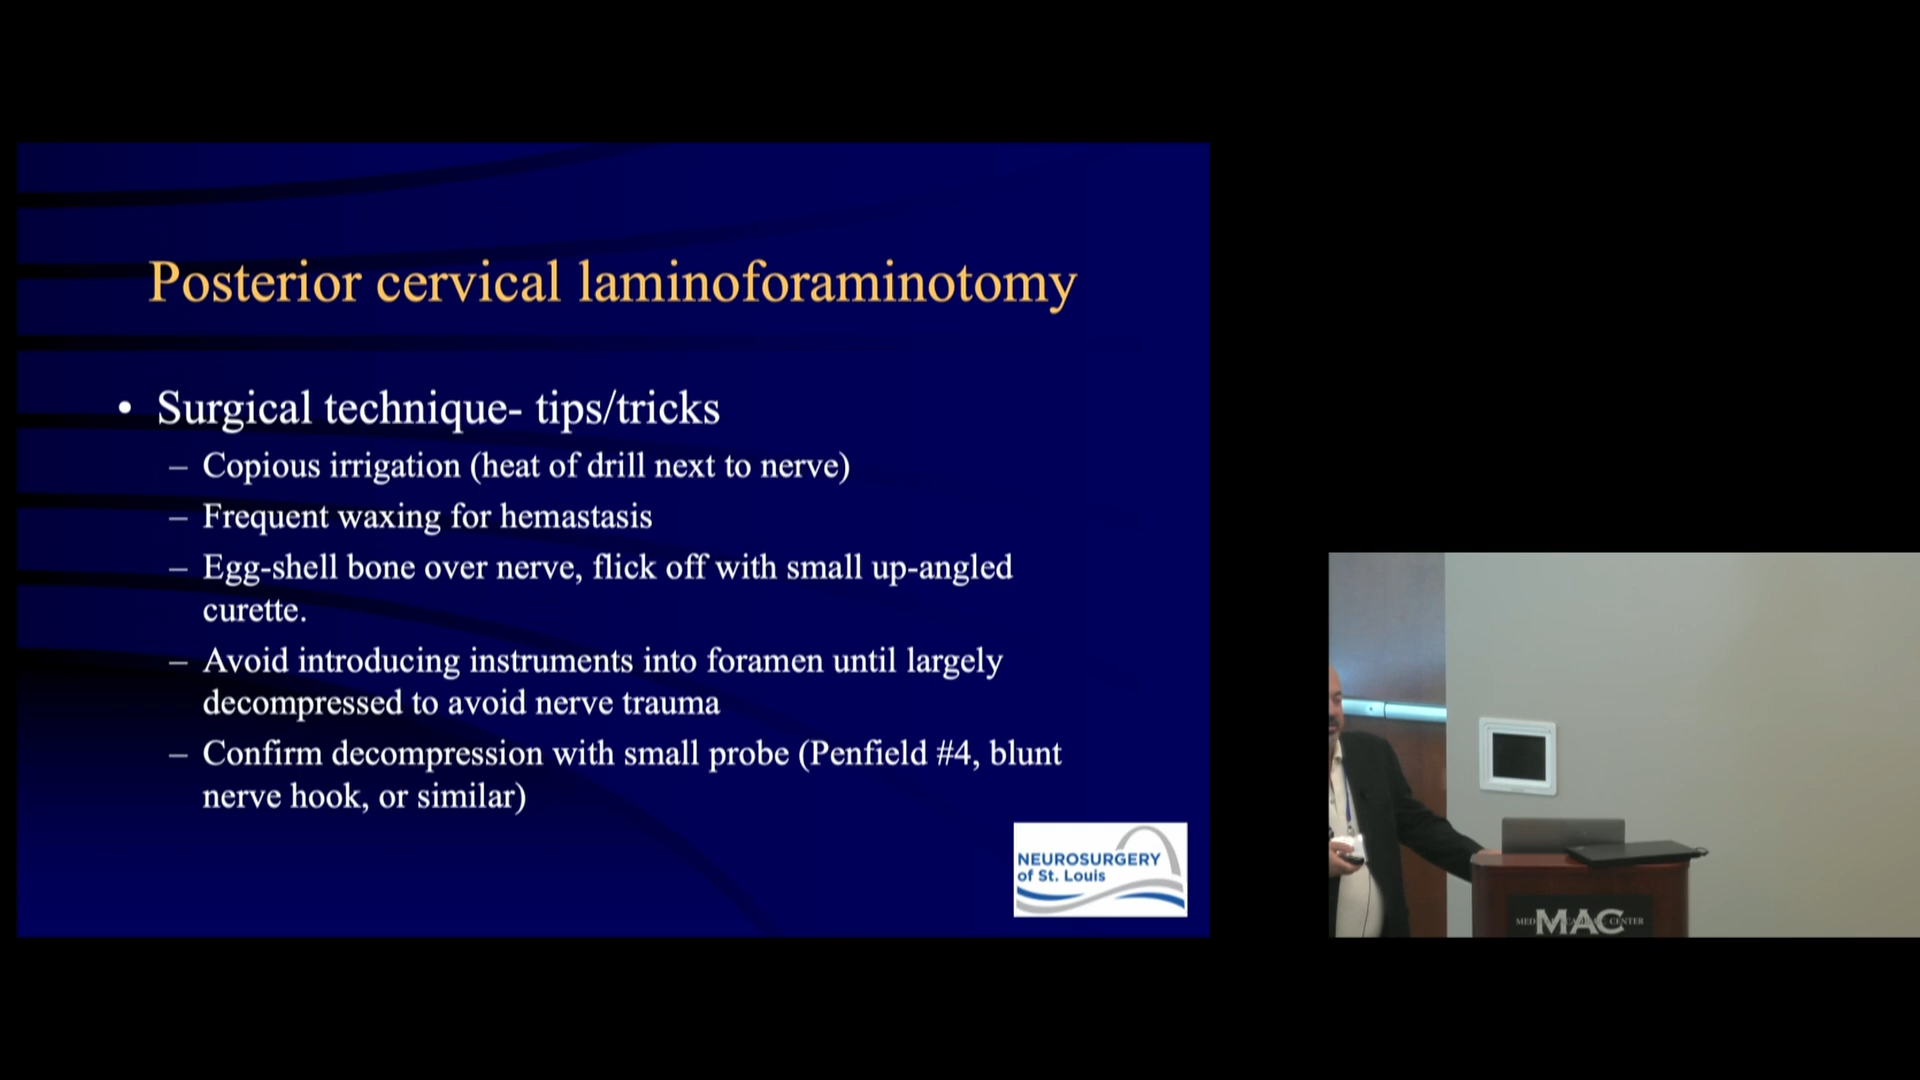 Posterior cervical laminoforaminotomy
• Surgical technique- tips/tricks
– Copious irrigation (heat of drill next to nerve)
– Frequent waxing for hemastasis
– Egg-shell bone over nerve, flick off with small up-angled
curette.
– Avoid introducing instruments into foramen until largely
decompressed to avoid nerve trauma
– Confirm decompression with small probe (Penfield #4, blunt
nerve hook, or similar)
NEUROSURGERY
of St. Louis
MAC
CENTER